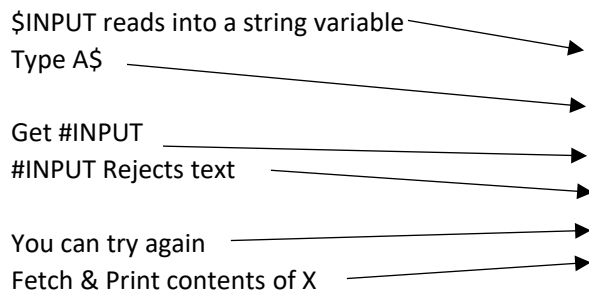 $INPUT reads into a string variable
Type A$
Get #INPUT
#INPUT Rejects text
You can try again
Fetch & Print contents of X